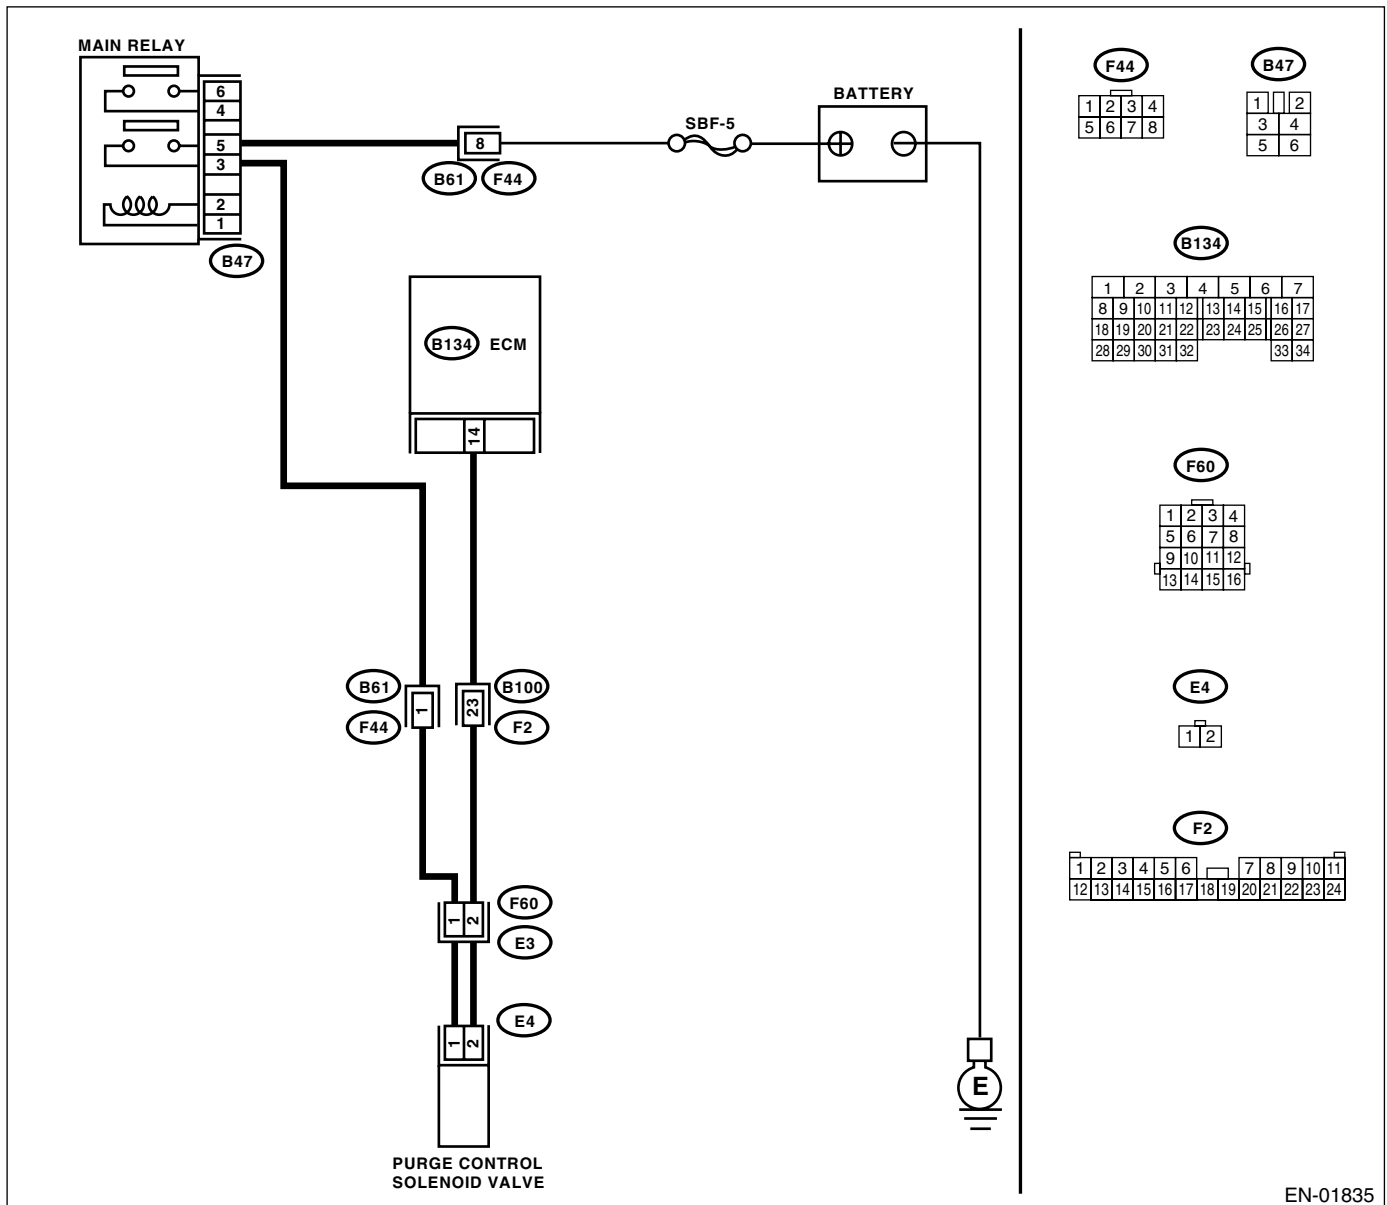 MAIN RELAY
6
4
5
3
2
1
B47
8
B61 F44
SBF-5
BATTERY
B134 ECM
14
B61
F44
1
23
B100
F2
1 2
F60
E3
E4
1 2
PURGE CONTROL
SOLENOID VALVE
E
F44
1 2 3 4
5 6 7 8
B47
1 2
3 4
5 6
B134
1 2 3 4 5 6 7
8 9 10 11 12 13 14 15 16 17
18 19 20 21 22 23 24 25 26 27
28 29 30 31 32 33 34
F60
1 2 3 4
5 6 7 8
9 10 11 12
13 14 15 16
E4
1 2
F2
1 2 3 4 5 6 7 8 9 10 11
12 13 14 15 16 17 18 19 20 21 22 23 24
EN-01835